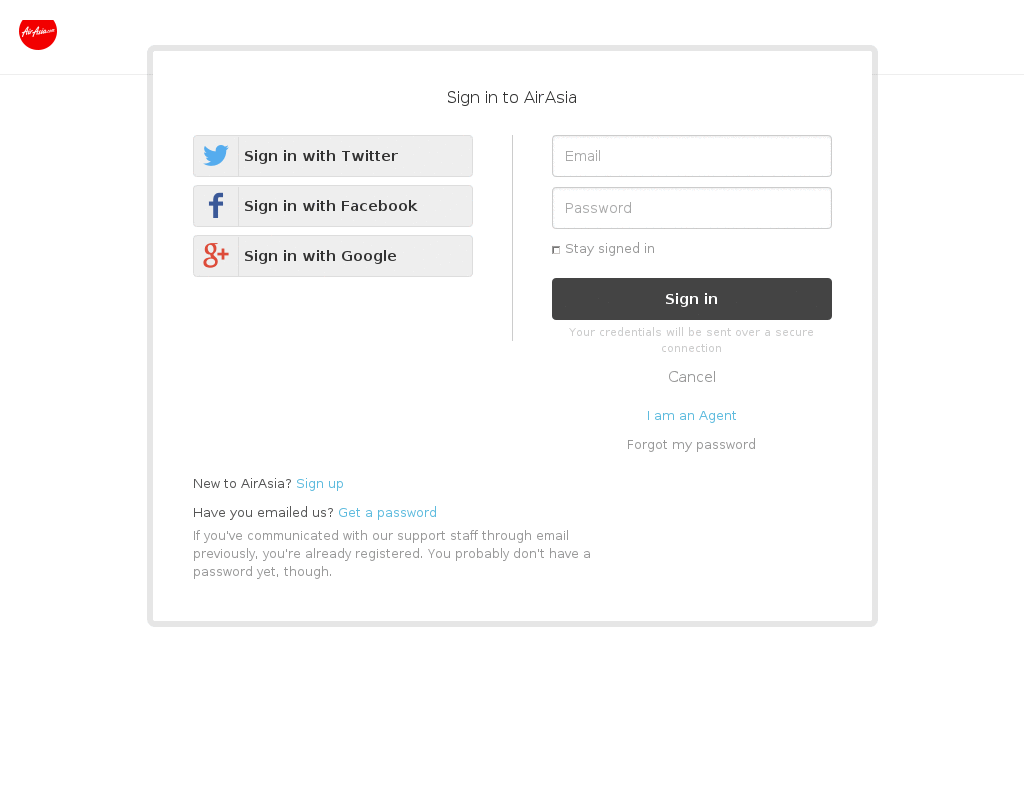 AirAsia.com
Sign in to AirAsia
Sign in with Twitter
Sign in with Facebook
Sign in with Google
Email
Password
Stay signed in
Sign in
Your credentials will be sent over a secure
connection
Cancel
I am an Agent
Forgot my password
New to AirAsia? Sign up
Have you emailed us? Get a password
If you've communicated with our support staff through email
previously, you're already registered. You probably don't have a
password yet, though.